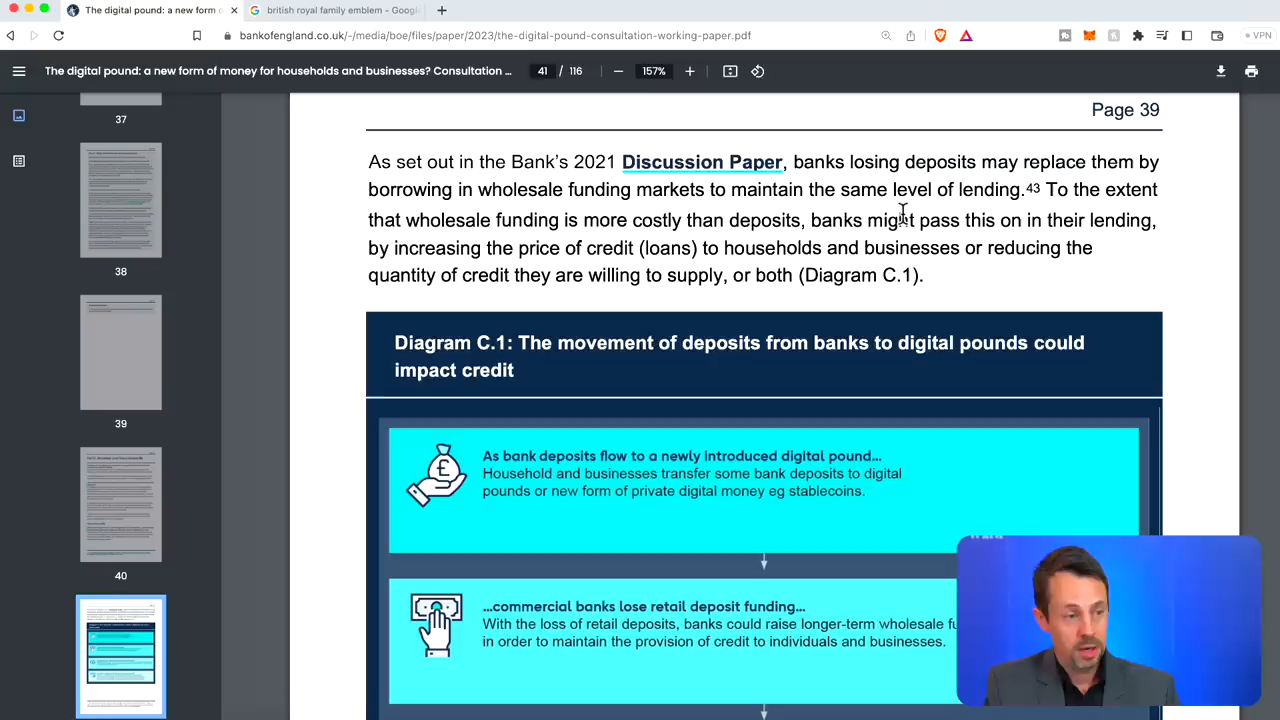 The digital pound: a new form o
british royal family emblem - Google
bankofengland.co.uk/-/media/boe/files/paper/2023/the-digital-pound-consultation-working-paper.pdf
VPN
The digital pound: a new form of money for households and businesses? Consultation ...
41 / 116
157%
37
38
39
40
Page 39
As set out in the Bank's 2021 Discussion Paper, banks losing deposits may replace them by
borrowing in wholesale funding markets to maintain the same level of lending.43 To the extent
that wholesale funding is more costly than deposits, banks might pass this on in their lending,
by increasing the price of credit (loans) to households and businesses or reducing the
quantity of credit they are willing to supply, or both (Diagram C.1).
Diagram C.1: The movement of deposits from banks to digital pounds could
impact credit
£
As bank deposits flow to a newly introduced digital pound...
Household and businesses transfer some bank deposits to digital
pounds or new form of private digital money eg stablecoins.
...commercial banks lose retail deposit funding...
With the loss of retail deposits, banks could raise longer-term wholesale f
in order to maintain the provision of credit to individuals and businesses.